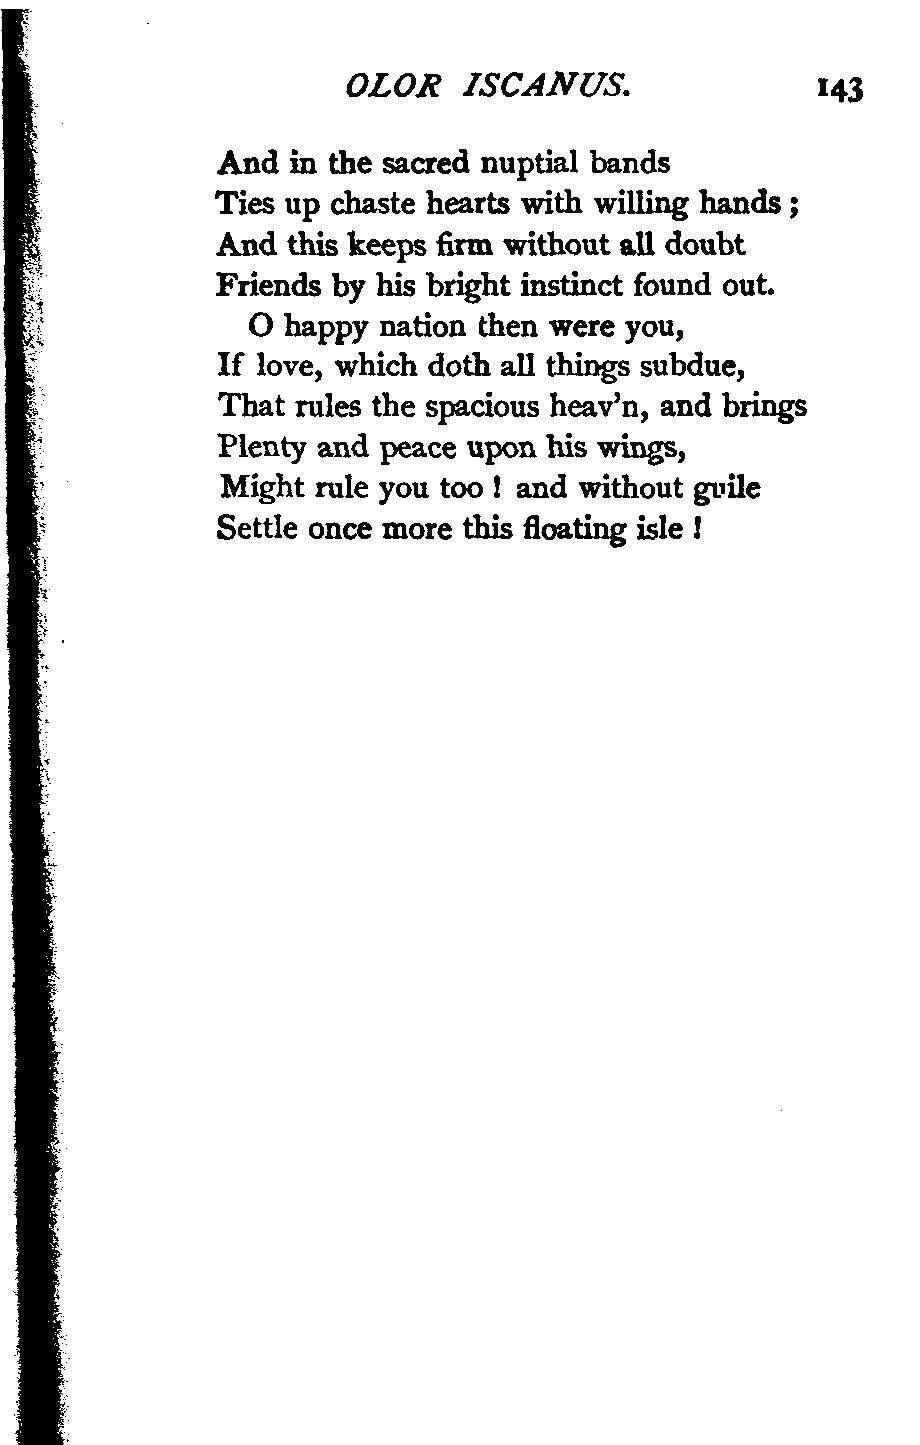 OLOR ISCANUS. 143
And in the sacred nuptial bands
Ties up chaste hearts with willing hands ;
And this keeps firm without all doubt
Friends by his bright instinct found out.
O happy nation then were you,
If love, which doth all things subdue,
That rules the spacious heav'n, and brings
Plenty and peace upon his wings,
Might rule you too ! and without guile
Settle once more this floating isle !